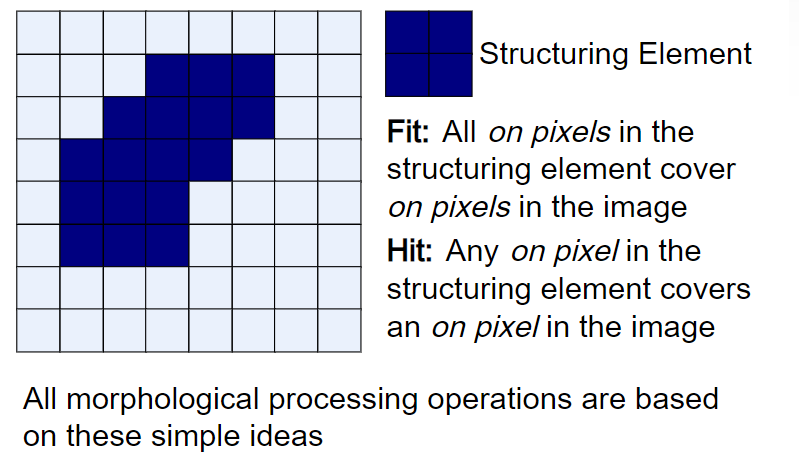 Structuring Element
Fit: All on pixels in the
structuring element cover
on pixels in the image
Hit: Any on pixel in the
structuring element covers
an on pixel in the image
All morphological processing operations are based
on these simple ideas